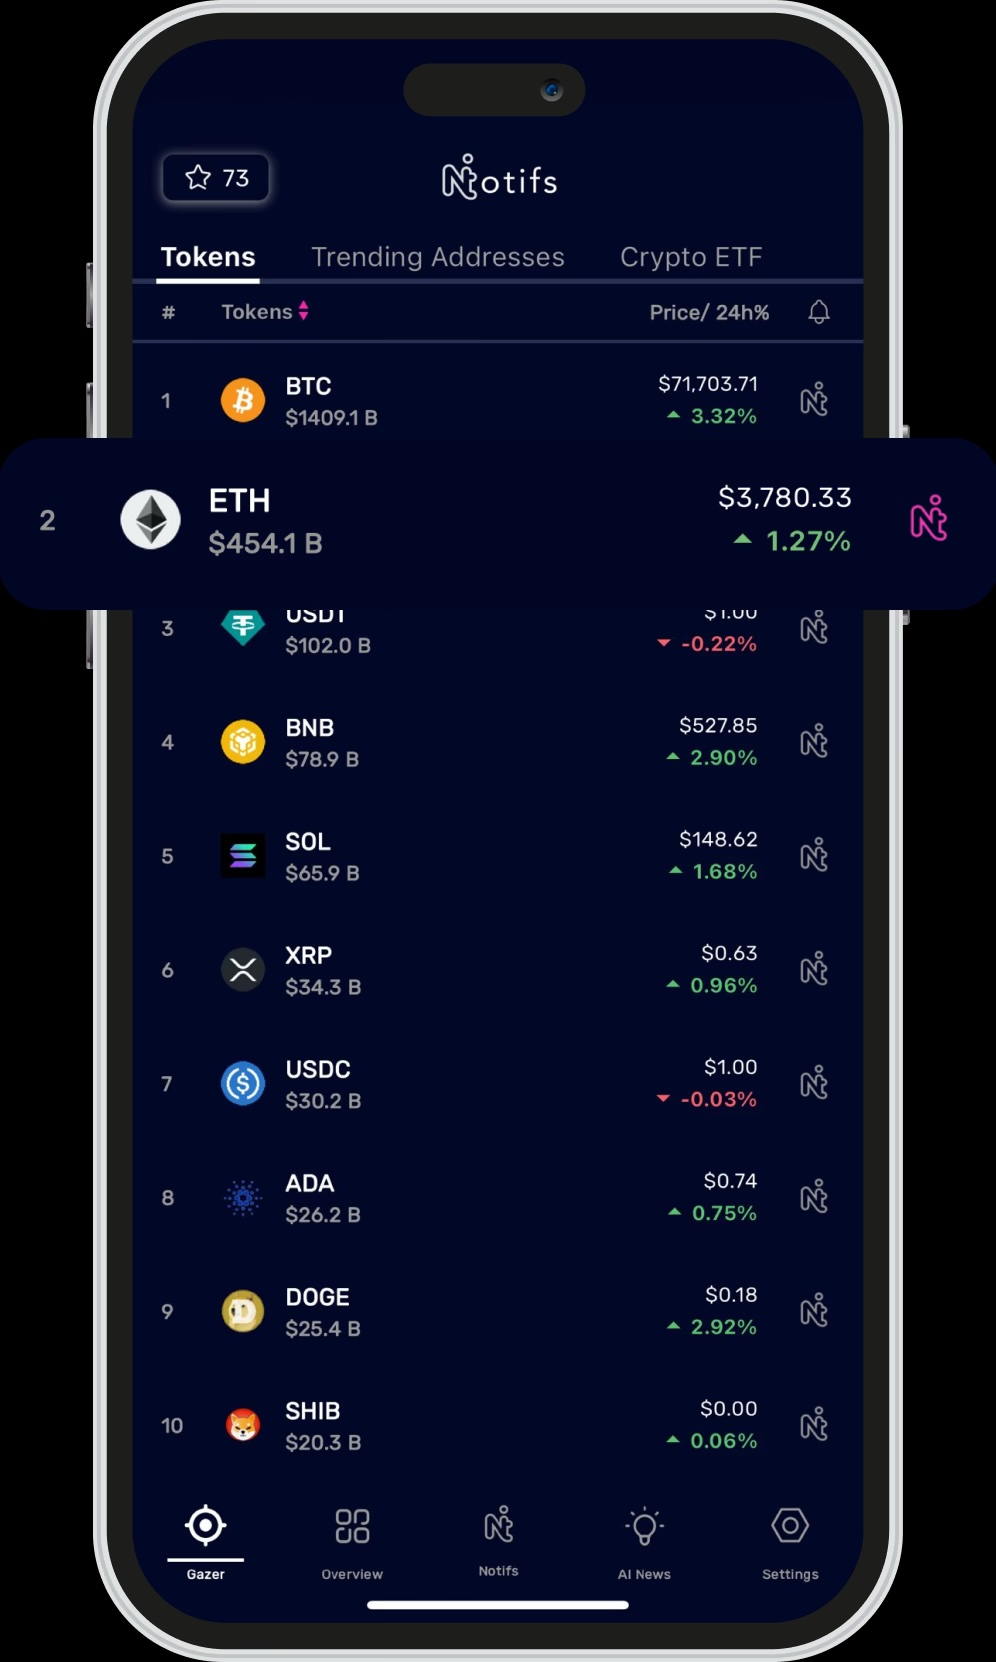 73
Notifs
Tokens Trending Addresses Crypto ETF
# Tokens Price/ 24h%
1 BTC $71,703.71
$1409.1 B 3.32%
2 ETH $3,780.33
$454.1 B 1.27%
3 USDT $1.00
$102.0 B -0.22%
4 BNB $527.85
$78.9 B 2.90%
5 SOL $148.62
$65.9 B 1.68%
6 XRP $0.63
$34.3 B 0.96%
7 USDC $1.00
$30.2 B -0.03%
8 ADA $0.74
$26.2 B 0.75%
9 DOGE $0.18
$25.4 B 2.92%
10 SHIB $0.00
$20.3 B 0.06%
Gazer Overview Notifs AI News Settings